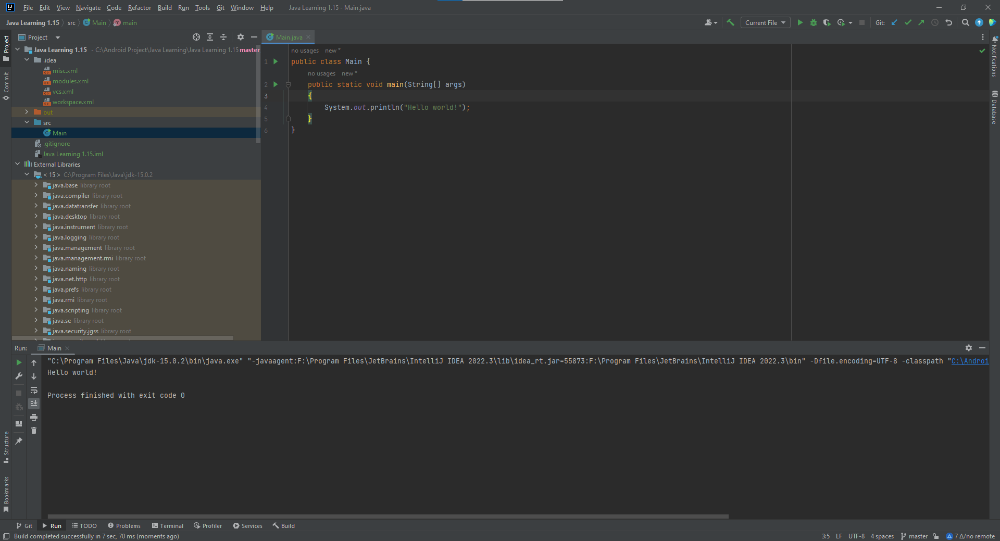 File Edit View Navigate Code Refactor Build Run Tools Git Window Help Java Learning 1.15 - Main.java
Java Learning 1.15 src Main main
Current File
Git:
Project
Main.java
Project
Commit
Structure
Bookmarks
Java Learning 1.15 - C:\Android Project\Java Learning\Java Learning 1.15 master
.idea
misc.xml
modules.xml
vcs.xml
workspace.xml
out
src
Main
.gitignore
Java Learning 1.15.iml
External Libraries
< 15 > C:\Program Files\Java\jdk-15.0.2
java.base library root
java.compiler library root
java.datatransfer library root
java.desktop library root
java.instrument library root
java.logging library root
java.management library root
java.management.rmi library root
java.naming library root
java.net.http library root
java.prefs library root
java.rmi library root
java.scripting library root
java.se library root
java.security.jgss library root
no usages new *
1 public class Main {
no usages new *
2 public static void main(String[] args)
3 {
4 System.out.println("Hello world!");
5 }
6 }
Notifications
Database
Run: Main
"C:\Program Files\Java\jdk-15.0.2\bin\java.exe" "-javaagent:F:\Program Files\JetBrains\IntelliJ IDEA 2022.3\lib\idea_rt.jar=55873:F:\Program Files\JetBrains\IntelliJ IDEA 2022.3\bin" -Dfile.encoding=UTF-8 -classpath "C:\Androi
Hello world!
Process finished with exit code 0
Git Run TODO Problems Terminal Profiler Services Build
Build completed successfully in 7 sec, 70 ms (moments ago)
3:5 LF UTF-8 4 spaces master 7 Δ/no remote